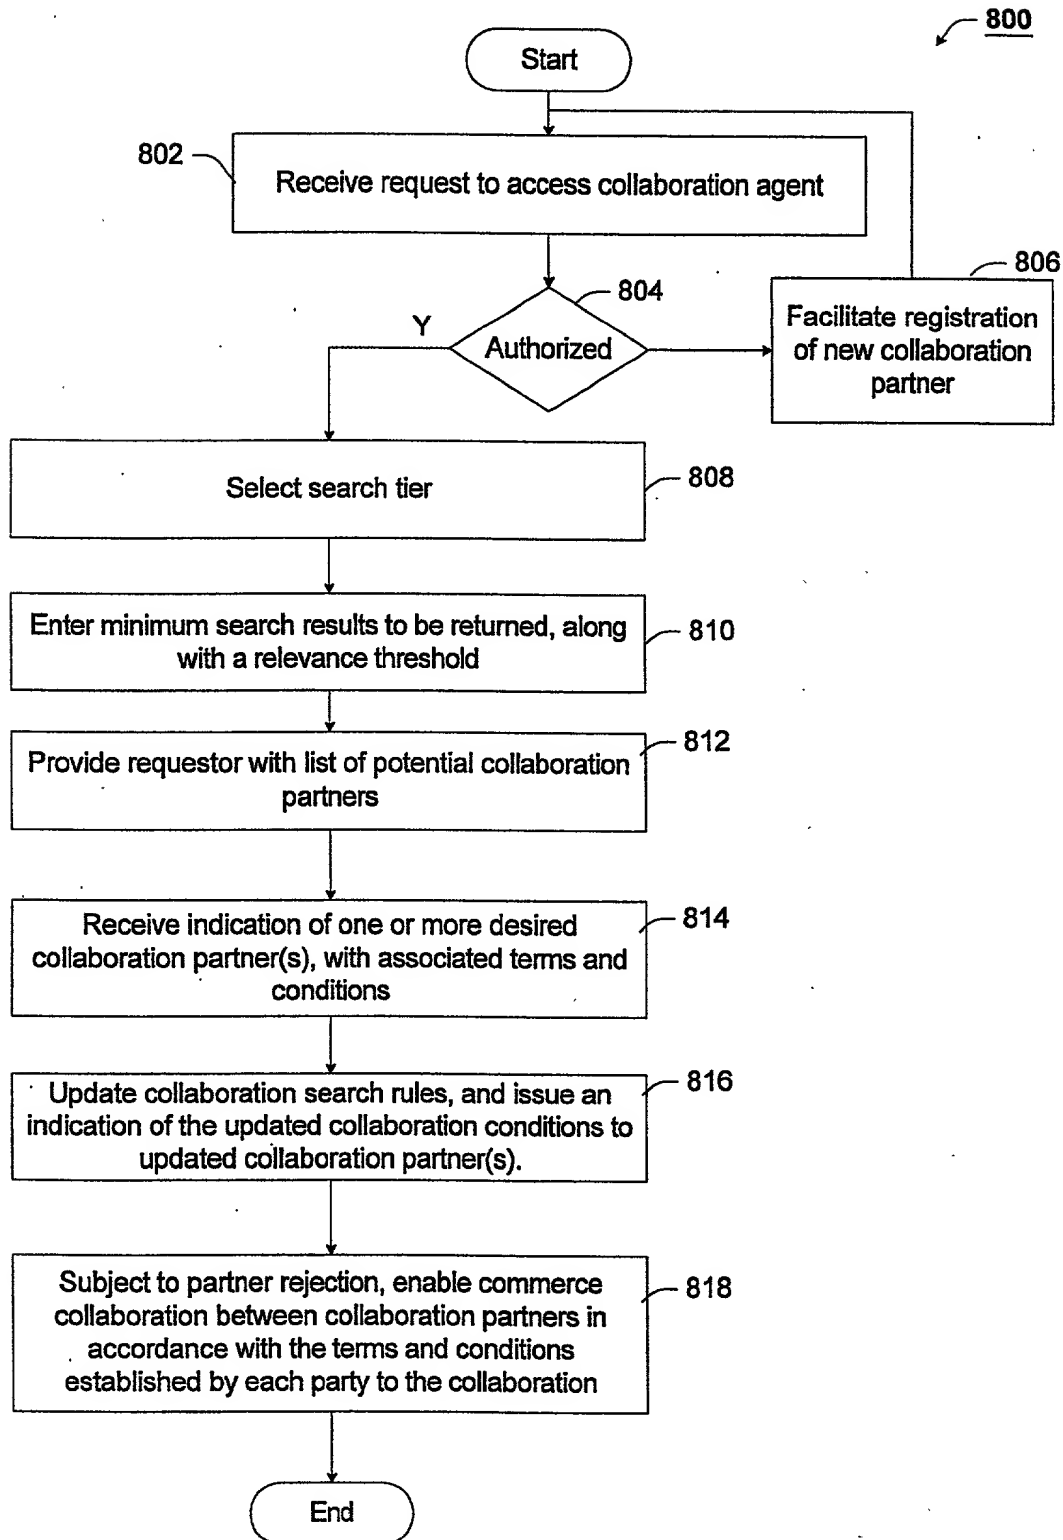 800
Start
802
Receive request to access collaboration agent
804
806
Y
Authorized
Facilitate registration
of new collaboration
partner
Select search tier
808
Enter minimum search results to be returned, along
with a relevance threshold
810
812
Provide requestor with list of potential collaboration
partners
814
Receive indication of one or more desired
collaboration partner(s), with associated terms and
conditions
816
Update collaboration search rules, and issue an
indication of the updated collaboration conditions to
updated collaboration partner(s).
818
Subject to partner rejection, enable commerce
collaboration between collaboration partners in
accordance with the terms and conditions
established by each party to the collaboration
End